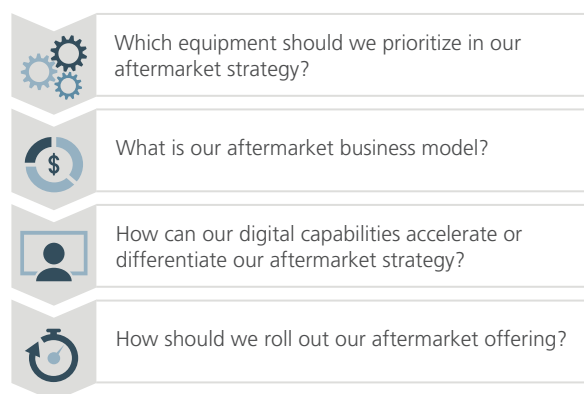 Which equipment should we prioritize in our
aftermarket strategy?
$
What is our aftermarket business model?
How can our digital capabilities accelerate or
differentiate our aftermarket strategy?
How should we roll out our aftermarket offering?